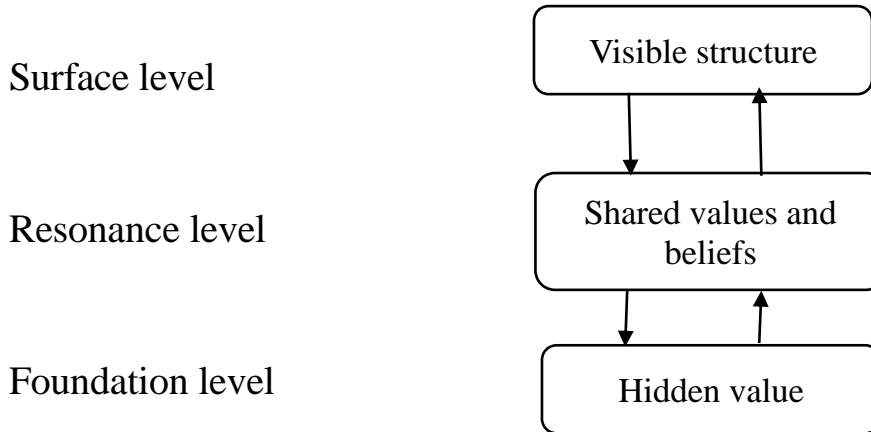 Surface level
Visible structure
Resonance level
Shared values and
beliefs
Foundation level
Hidden value